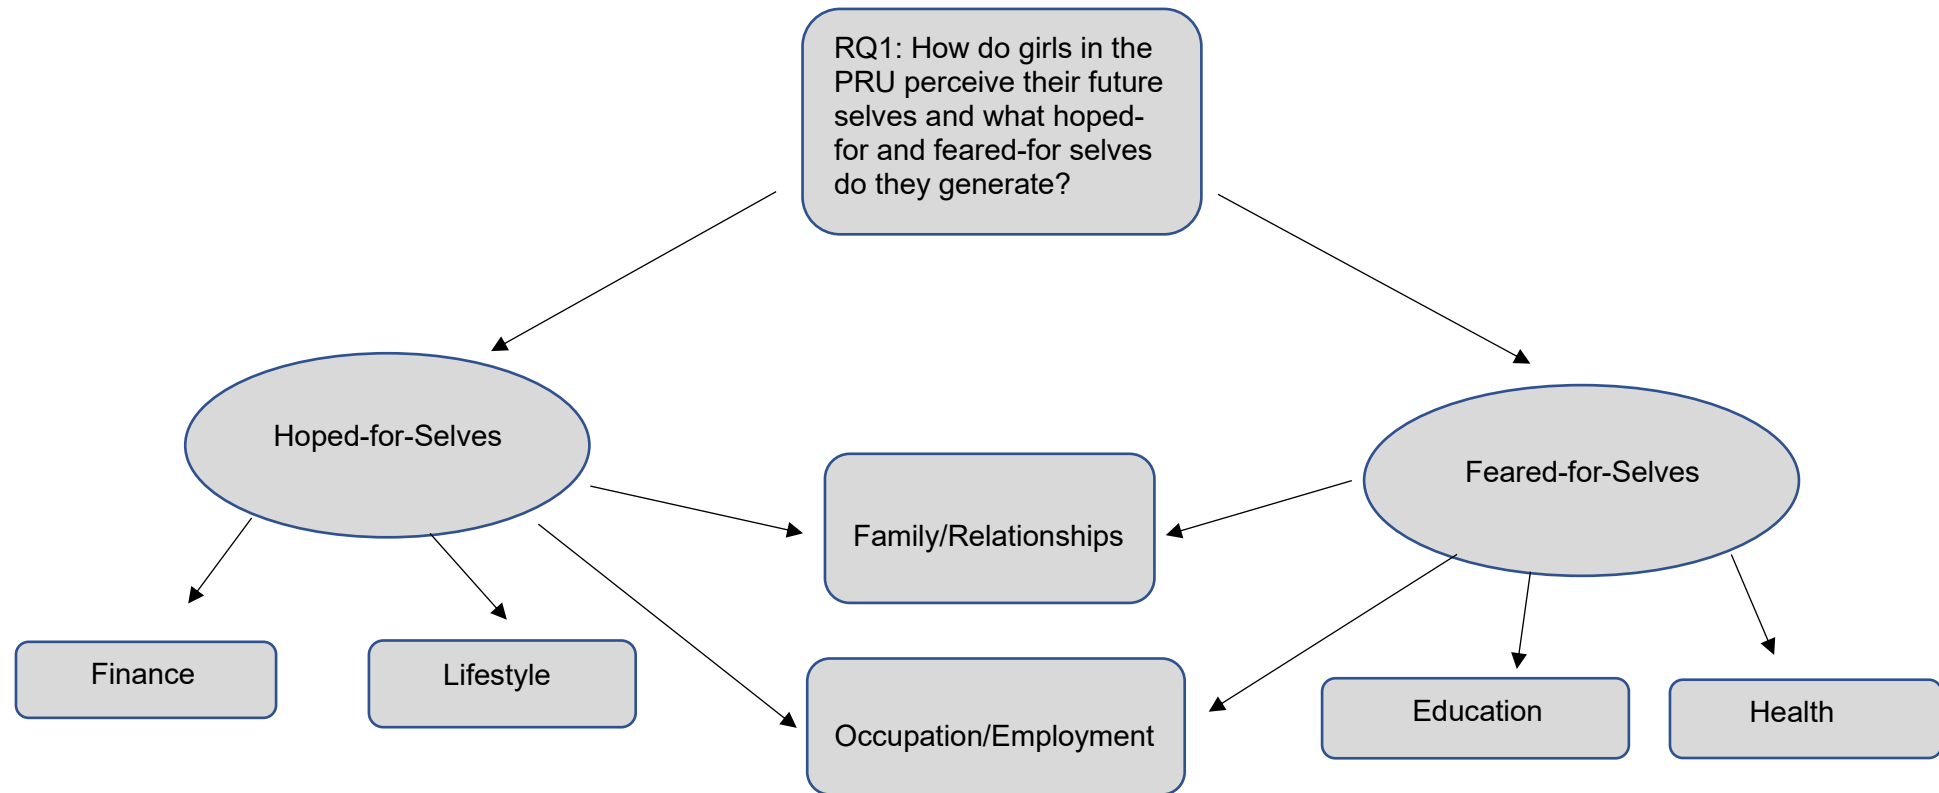 RQ1: How do girls in the
PRU perceive their future
selves and what hoped-
for and feared-for selves
do they generate?
Hoped-for-Selves
Feared-for-Selves
Family/Relationships
Finance
Lifestyle
Occupation/Employment
Education
Health